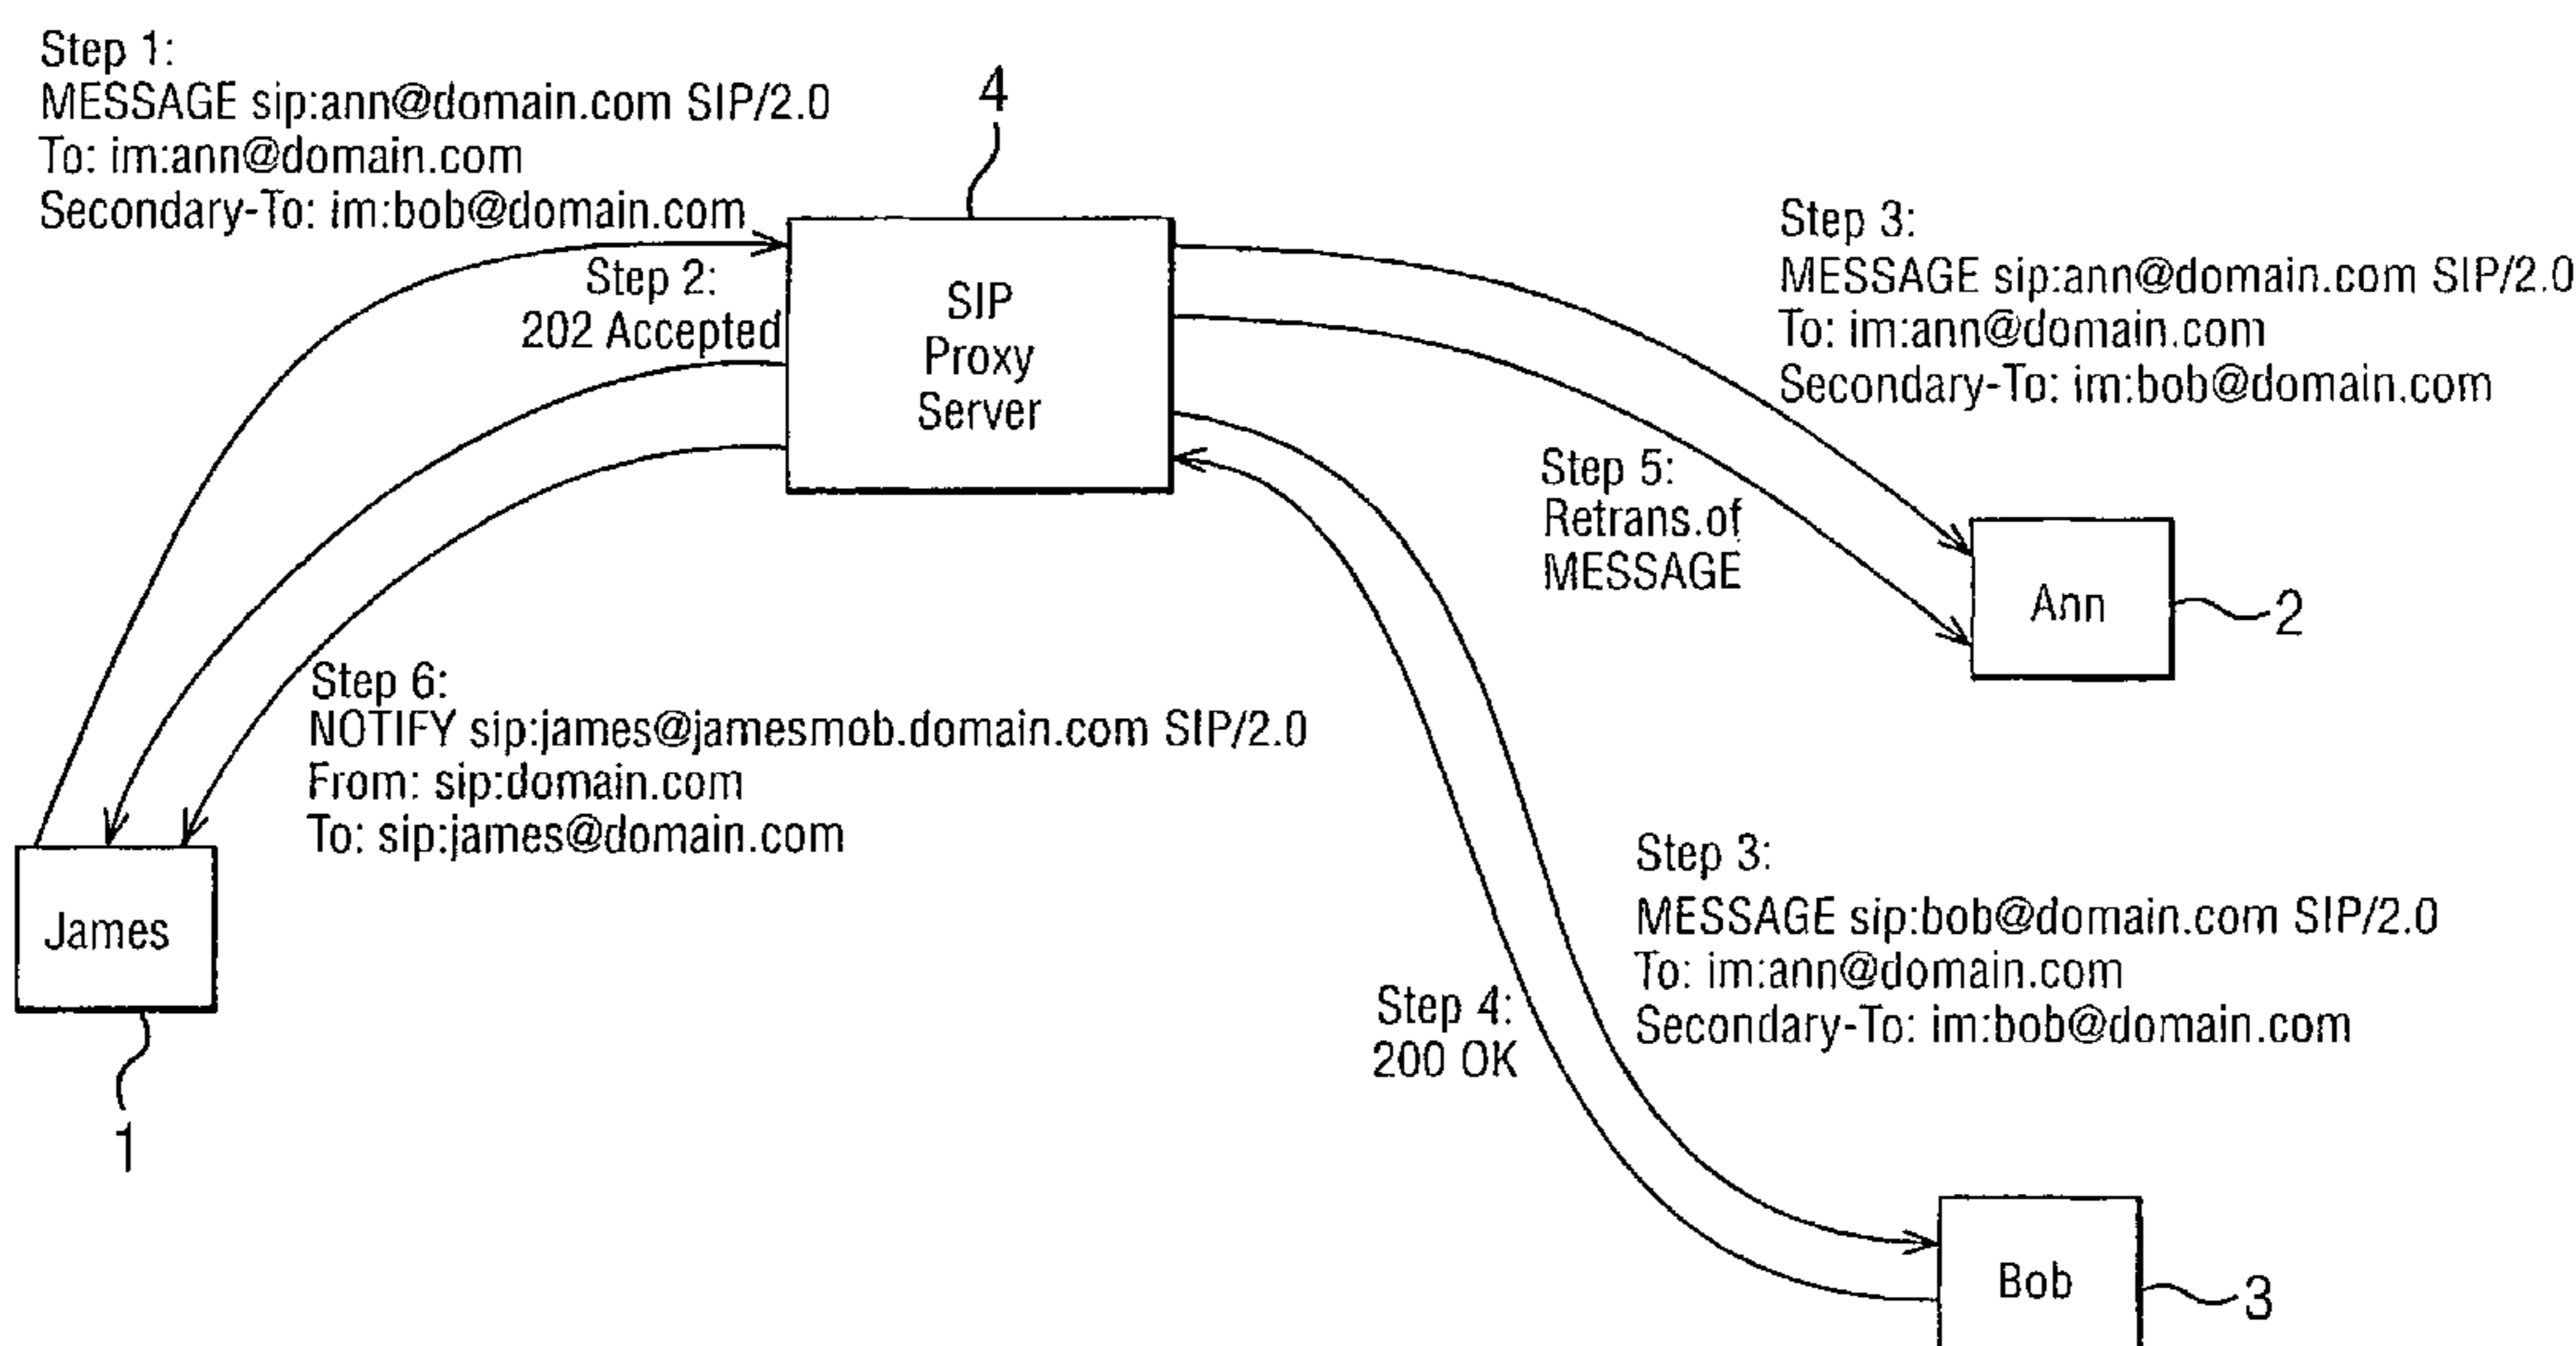 Step 1:
MESSAGE sip:ann@domain.com SIP/2.0
To: im:ann@domain.com
Secondary-To: im:bob@domain.com
4
Step 2:
202 Accepted
SIP
Proxy
Server
Step 3:
MESSAGE sip:ann@domain.com SIP/2.0
To: im:ann@domain.com
Secondary-To: im:bob@domain.com
Step 5:
Retrans.of
MESSAGE
Ann
2
Step 6:
NOTIFY sip:james@jamesmob.domain.com SIP/2.0
From: sip:domain.com
To: sip:james@domain.com
James
1
Step 3:
MESSAGE sip:bob@domain.com SIP/2.0
To: im:ann@domain.com
Secondary-To: im:bob@domain.com
Step 4:
200 OK
Bob
3